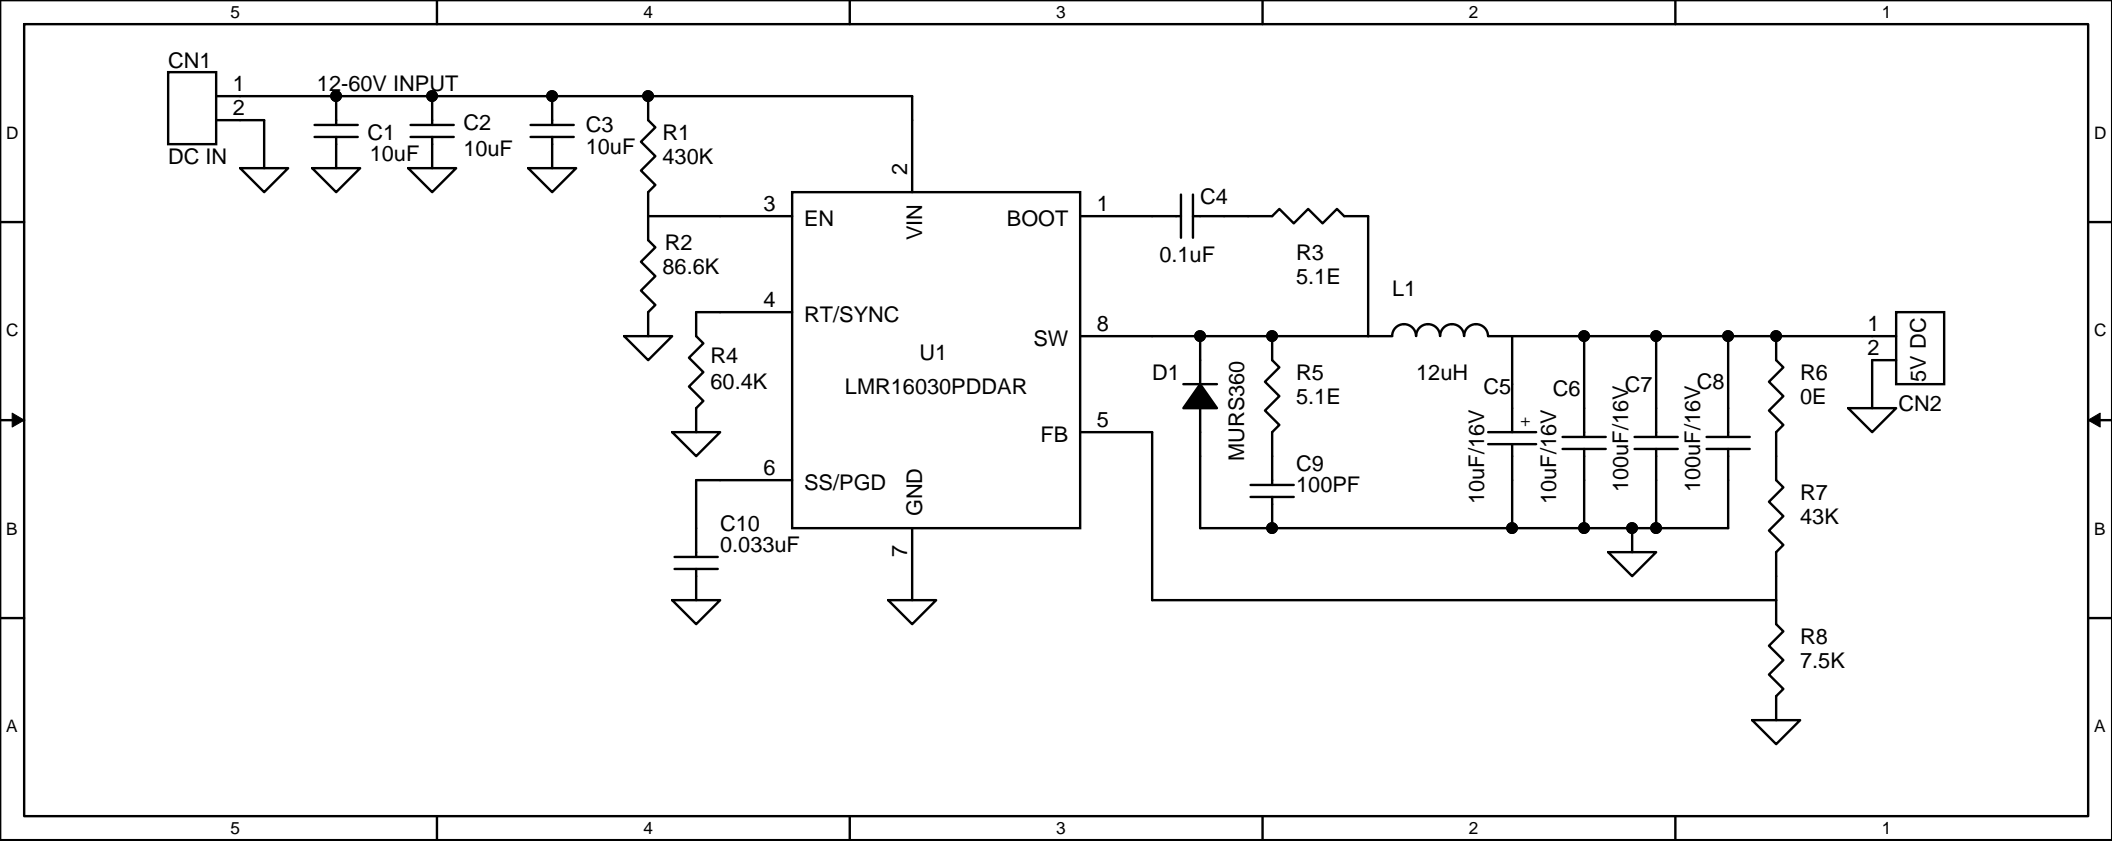 5 4 3 2 1
D
D
C
C
B
B
A
A
CN1
1
2
DC IN
12-60V INPUT
C1
10uF
C2
10uF
C3
10uF
R1
430K
R2
86.6K
R4
60.4K
C10
0.033uF
3
EN
2
VIN
4
RT/SYNC
6
SS/PGD
7
GND
U1
LMR16030PDDAR
BOOT
1
SW
8
FB
5
C4
0.1uF
R3
5.1E
L1
12uH
D1
MURS360
R5
5.1E
C9
100PF
C5
10uF/16V
+
C6
10uF/16V
C7
100uF/16V
C8
100uF/16V
R6
0E
R7
43K
R8
7.5K
1
2
5V DC
CN2
5 4 3 2 1